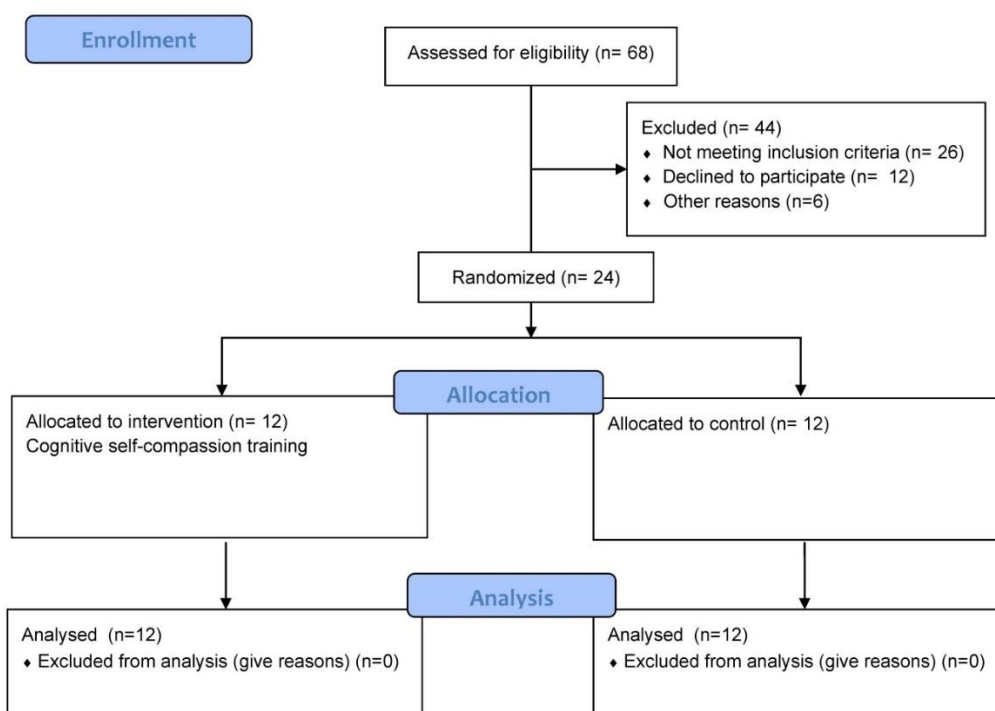 Enrollment
Assessed for eligibility (n= 68)
Excluded (n= 44)
♦ Not meeting inclusion criteria (n= 26)
♦ Declined to participate (n= 12)
♦ Other reasons (n=6)
Randomized (n= 24)
Allocation
Allocated to intervention (n= 12)
Cognitive self-compassion training
Allocated to control (n= 12)
Analysis
Analysed (n=12)
♦ Excluded from analysis (give reasons) (n=0)
Analysed (n=12)
♦ Excluded from analysis (give reasons) (n=0)